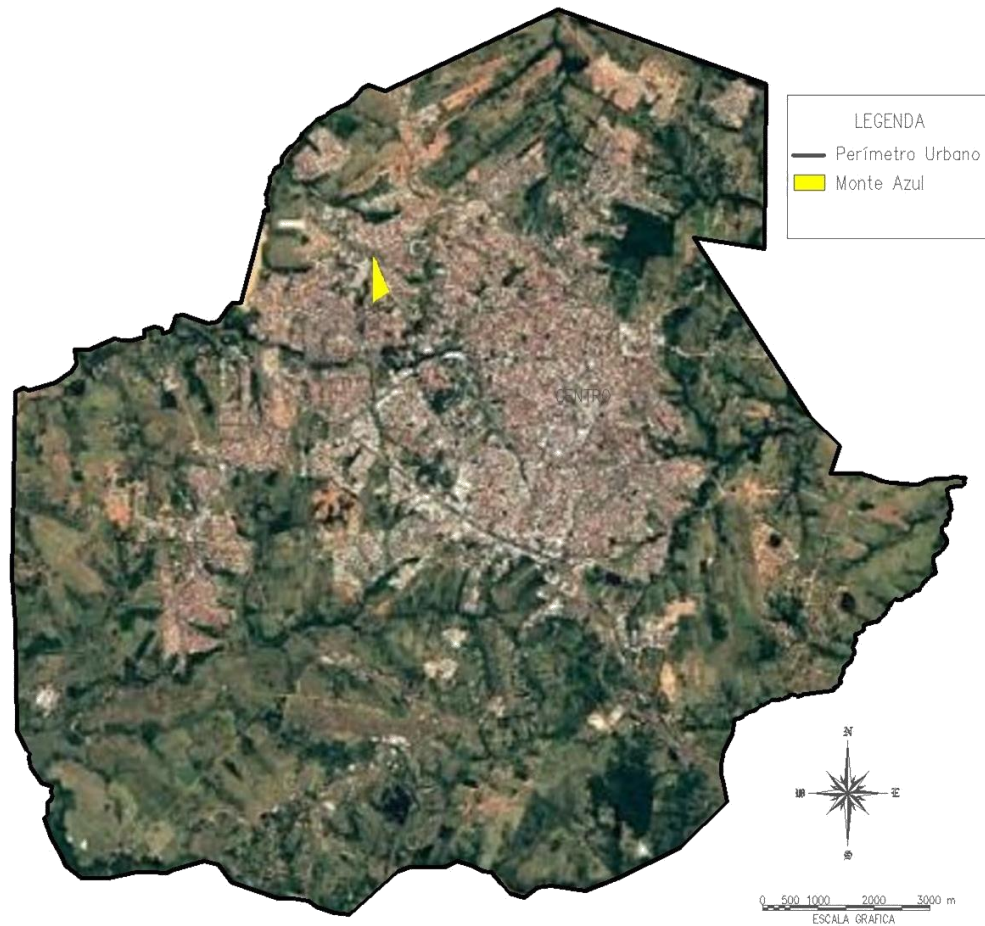 LEGENDA
Perímetro Urbano
Monte Azul
CENTRO
N
W
E
S
0 500 1000 2000 3000 m
ESCALA GRAFICA